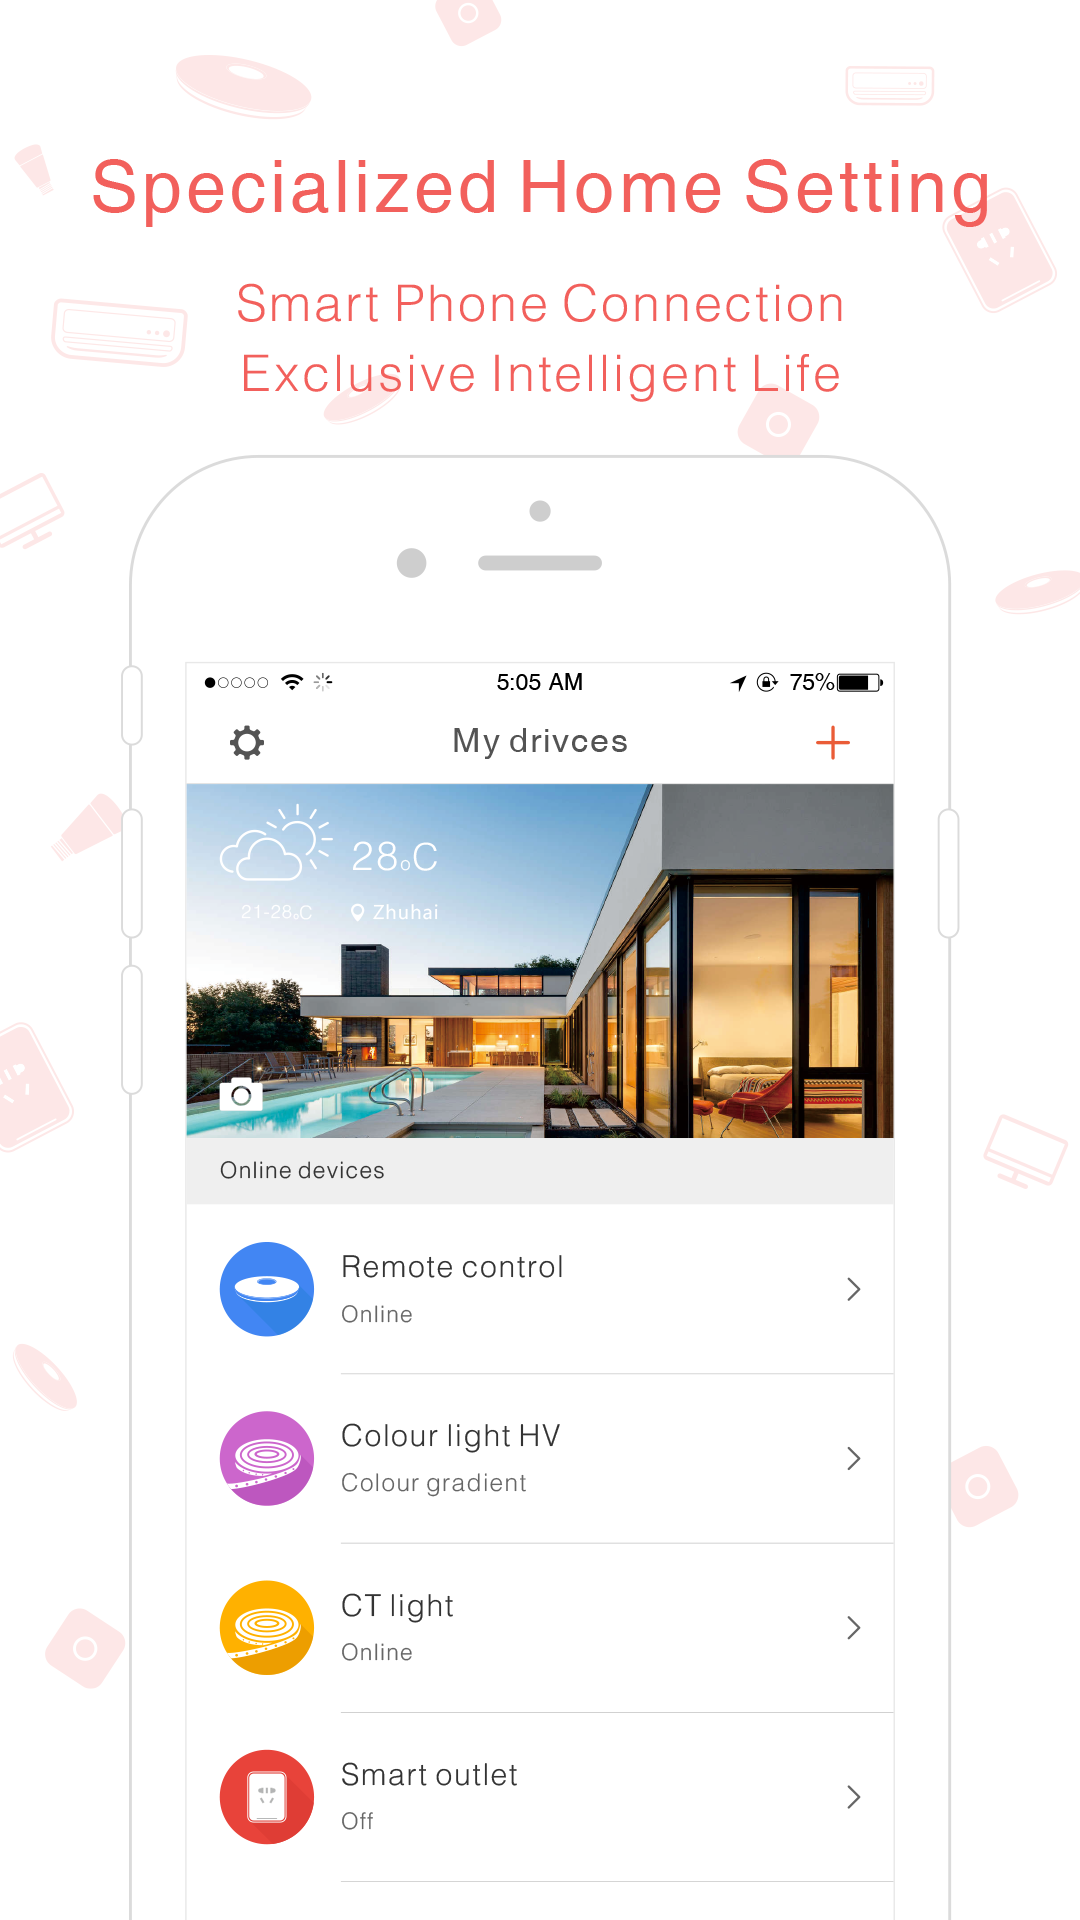 Specialized Home Setting
Smart Phone Connection
Exclusive Intelligent Life
5:05 AM
75%
My drivces
28°C
21-28°C
Zhuhai
Online devices
Remote control
Online
Colour light HV
Colour gradient
CT light
Online
Smart outlet
Off